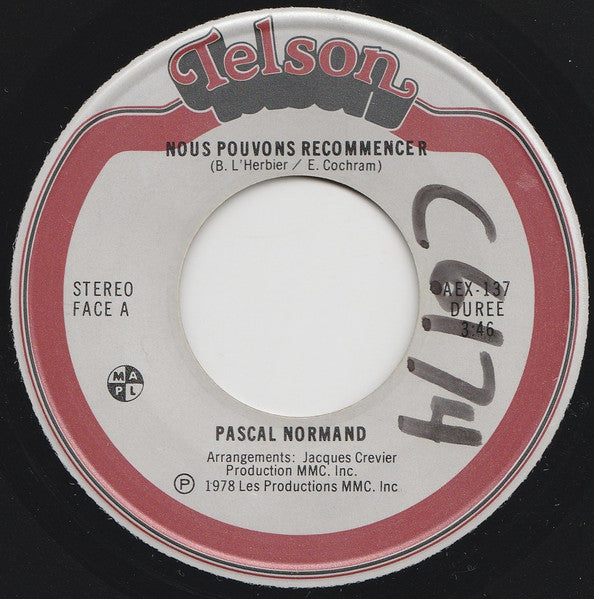 Telson
NOUS POUVONS RECOMMENCER
(B. L'Herbier / E. Cochram)
STEREO
FACE A
AEX-137
DUREE
3:46
C6174
M A
P L
PASCAL NORMAND
Arrangements: Jacques Crevier
Production MMC. Inc.
Ⓟ 1978 Les Productions MMC. Inc